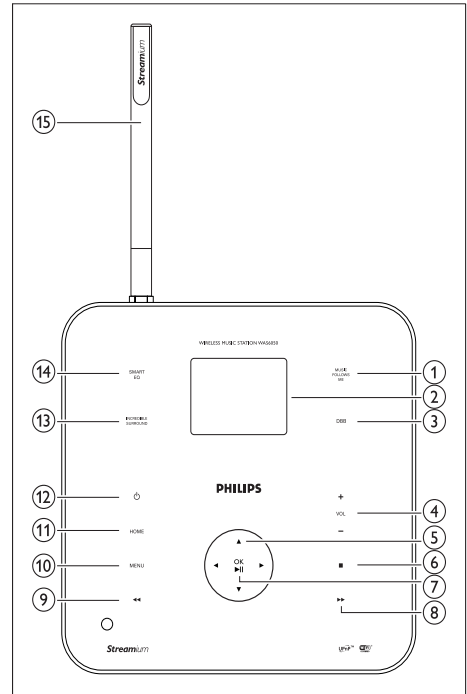 Streamium
15
WIRELESS MUSIC STATION WAS6050
14
SMART
EQ
MUSIC
FOLLOWS
ME
1
2
13
INCREDIBLE
SURROUND
DBB
3
12
PHILIPS
+
VOL
4
–
11
HOME
5
OK
6
10
MENU
7
9
8
Streamium
UPnP™